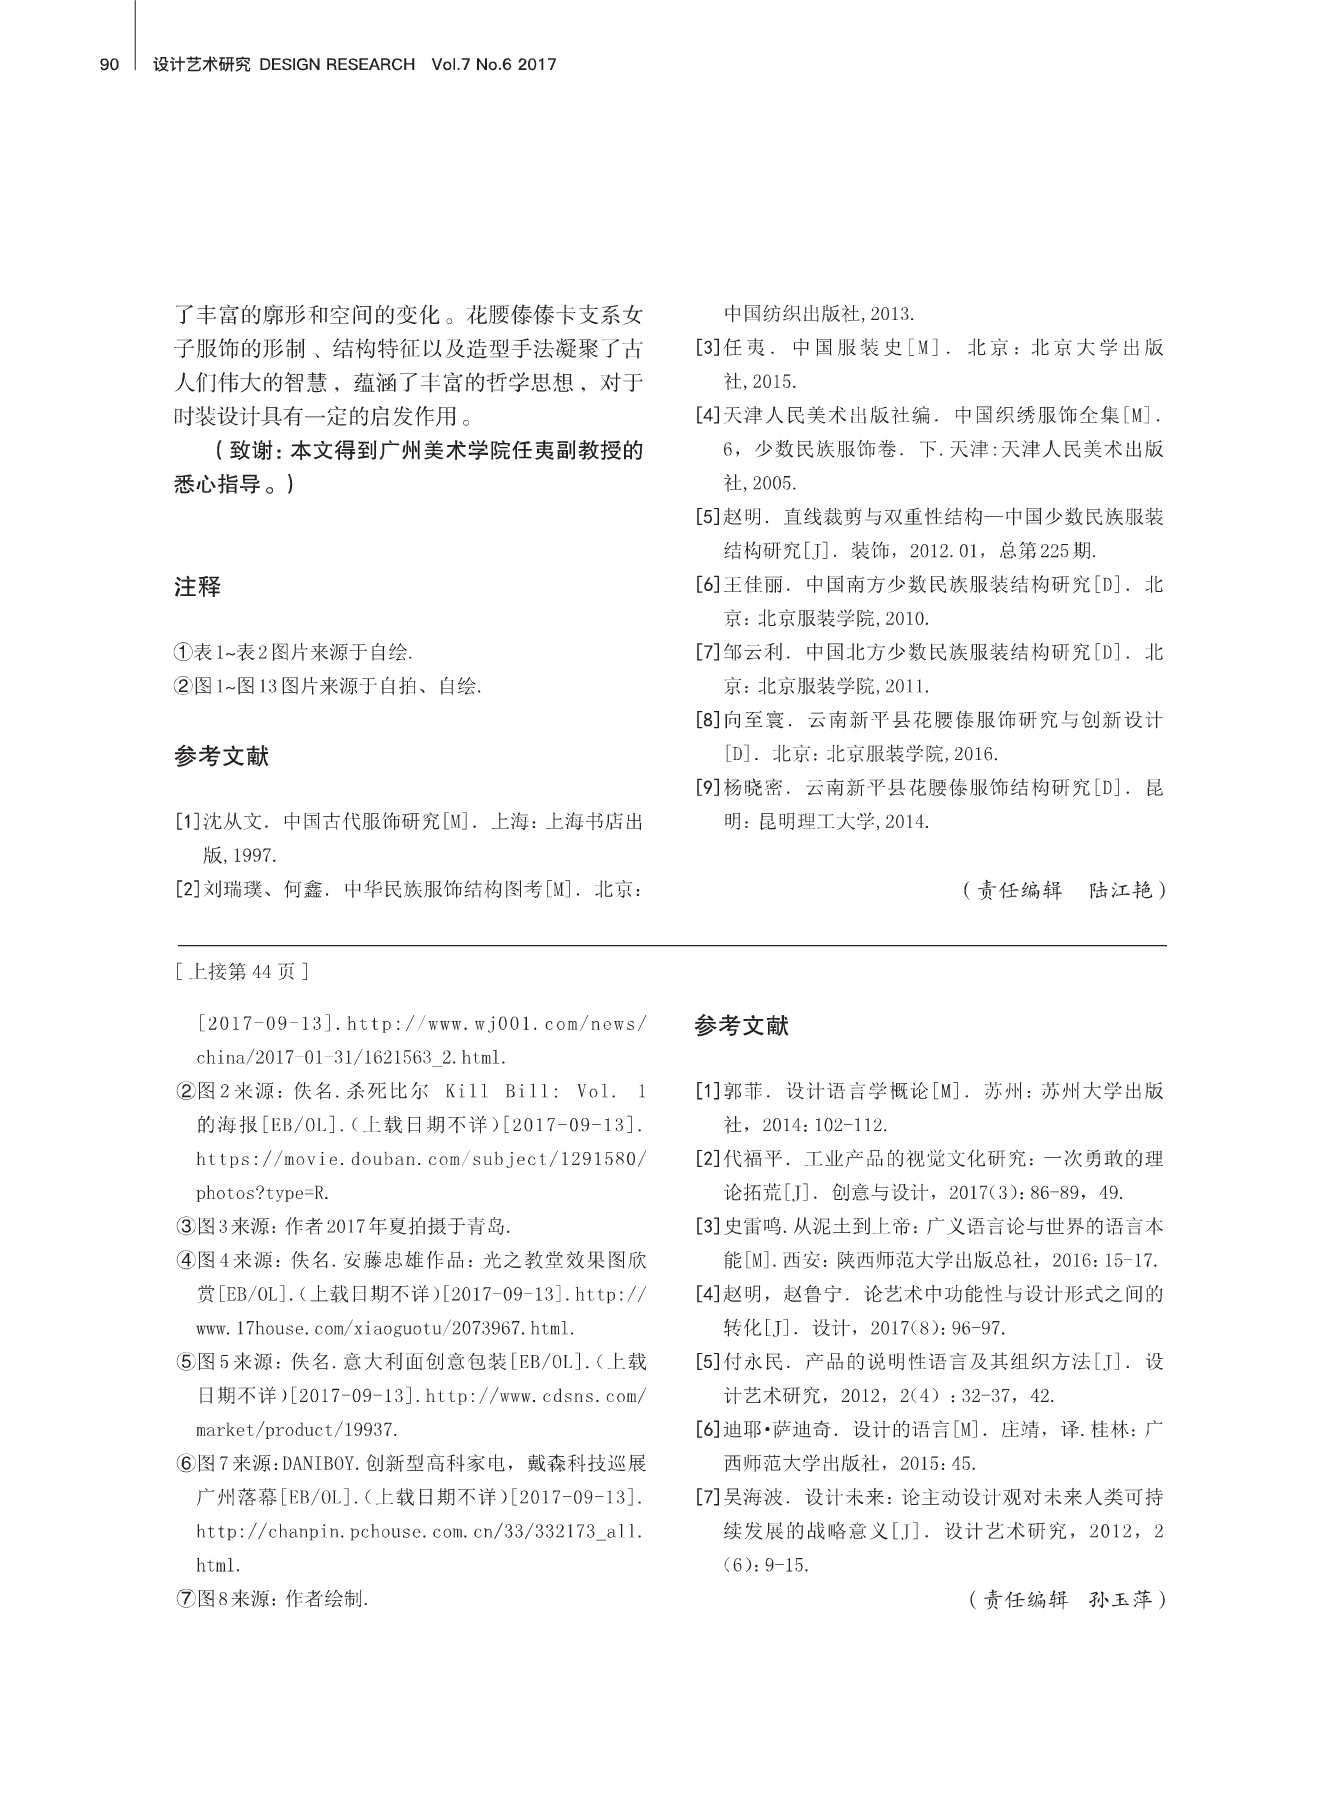 90 设计艺术研究 DESIGN RESEARCH Vol.7 No.6 2017
了丰富的廓形和空间的变化。花腰傣傣卡支系女
子服饰的形制、结构特征以及造型手法凝聚了古
人们伟大的智慧，蕴涵了丰富的哲学思想，对于
时装设计具有一定的启发作用。
（致谢：本文得到广州美术学院任夷副教授的
悉心指导。）
注释
①表1~表2图片来源于自绘.
②图1~图13图片来源于自拍、自绘.
参考文献
[1]沈从文．中国古代服饰研究[M]．上海：上海书店出
版,1997.
[2]刘瑞璞、何鑫．中华民族服饰结构图考[M]．北京：
中国纺织出版社,2013.
[3]任夷．中国服装史[M]．北京：北京大学出版
社,2015.
[4]天津人民美术出版社编．中国织绣服饰全集[M].
6，少数民族服饰卷．下.天津:天津人民美术出版
社,2005.
[5]赵明．直线裁剪与双重性结构—中国少数民族服装
结构研究[J]．装饰，2012.01，总第225期.
[6]王佳丽．中国南方少数民族服装结构研究[D]．北
京：北京服装学院,2010.
[7]邹云利．中国北方少数民族服装结构研究[D]．北
京：北京服装学院,2011.
[8]向至寰．云南新平县花腰傣服饰研究与创新设计
[D]．北京：北京服装学院,2016.
[9]杨晓密．云南新平县花腰傣服饰结构研究[D]．昆
明：昆明理工大学,2014.
（责任编辑 陆江艳）
[ 上接第 44 页 ]
[2017-09-13].http://www.wj001.com/news/
china/2017-01-31/1621563_2.html.
②图2来源：佚名.杀死比尔 Kill Bill: Vol. 1
的海报[EB/OL].(上载日期不详)[2017-09-13].
https://movie.douban.com/subject/1291580/
photos?type=R.
③图3来源：作者2017年夏拍摄于青岛.
④图4来源：佚名.安藤忠雄作品：光之教堂效果图欣
赏[EB/OL].(上载日期不详)[2017-09-13].http://
www.17house.com/xiaoguotu/2073967.html.
⑤图5来源：佚名.意大利面创意包装[EB/OL].(上载
日期不详)[2017-09-13].http://www.cdsns.com/
market/product/19937.
⑥图7来源:DANIBOY.创新型高科家电，戴森科技巡展
广州落幕[EB/OL].(上载日期不详)[2017-09-13].
http://chanpin.pchouse.com.cn/33/332173_all.
html.
⑦图8来源：作者绘制.
参考文献
[1]郭菲．设计语言学概论[M]．苏州：苏州大学出版
社，2014:102-112.
[2]代福平．工业产品的视觉文化研究：一次勇敢的理
论拓荒[J]．创意与设计，2017(3):86-89，49.
[3]史雷鸣.从泥土到上帝：广义语言论与世界的语言本
能[M].西安：陕西师范大学出版总社，2016:15-17.
[4]赵明，赵鲁宁．论艺术中功能性与设计形式之间的
转化[J]．设计，2017(8):96-97.
[5]付永民．产品的说明性语言及其组织方法[J]．设
计艺术研究，2012，2(4) :32-37，42.
[6]迪耶•萨迪奇．设计的语言[M]．庄靖，译.桂林：广
西师范大学出版社，2015:45.
[7]吴海波．设计未来：论主动设计观对未来人类可持
续发展的战略意义[J]．设计艺术研究，2012，2
(6):9-15.
（责任编辑 孙玉萍）